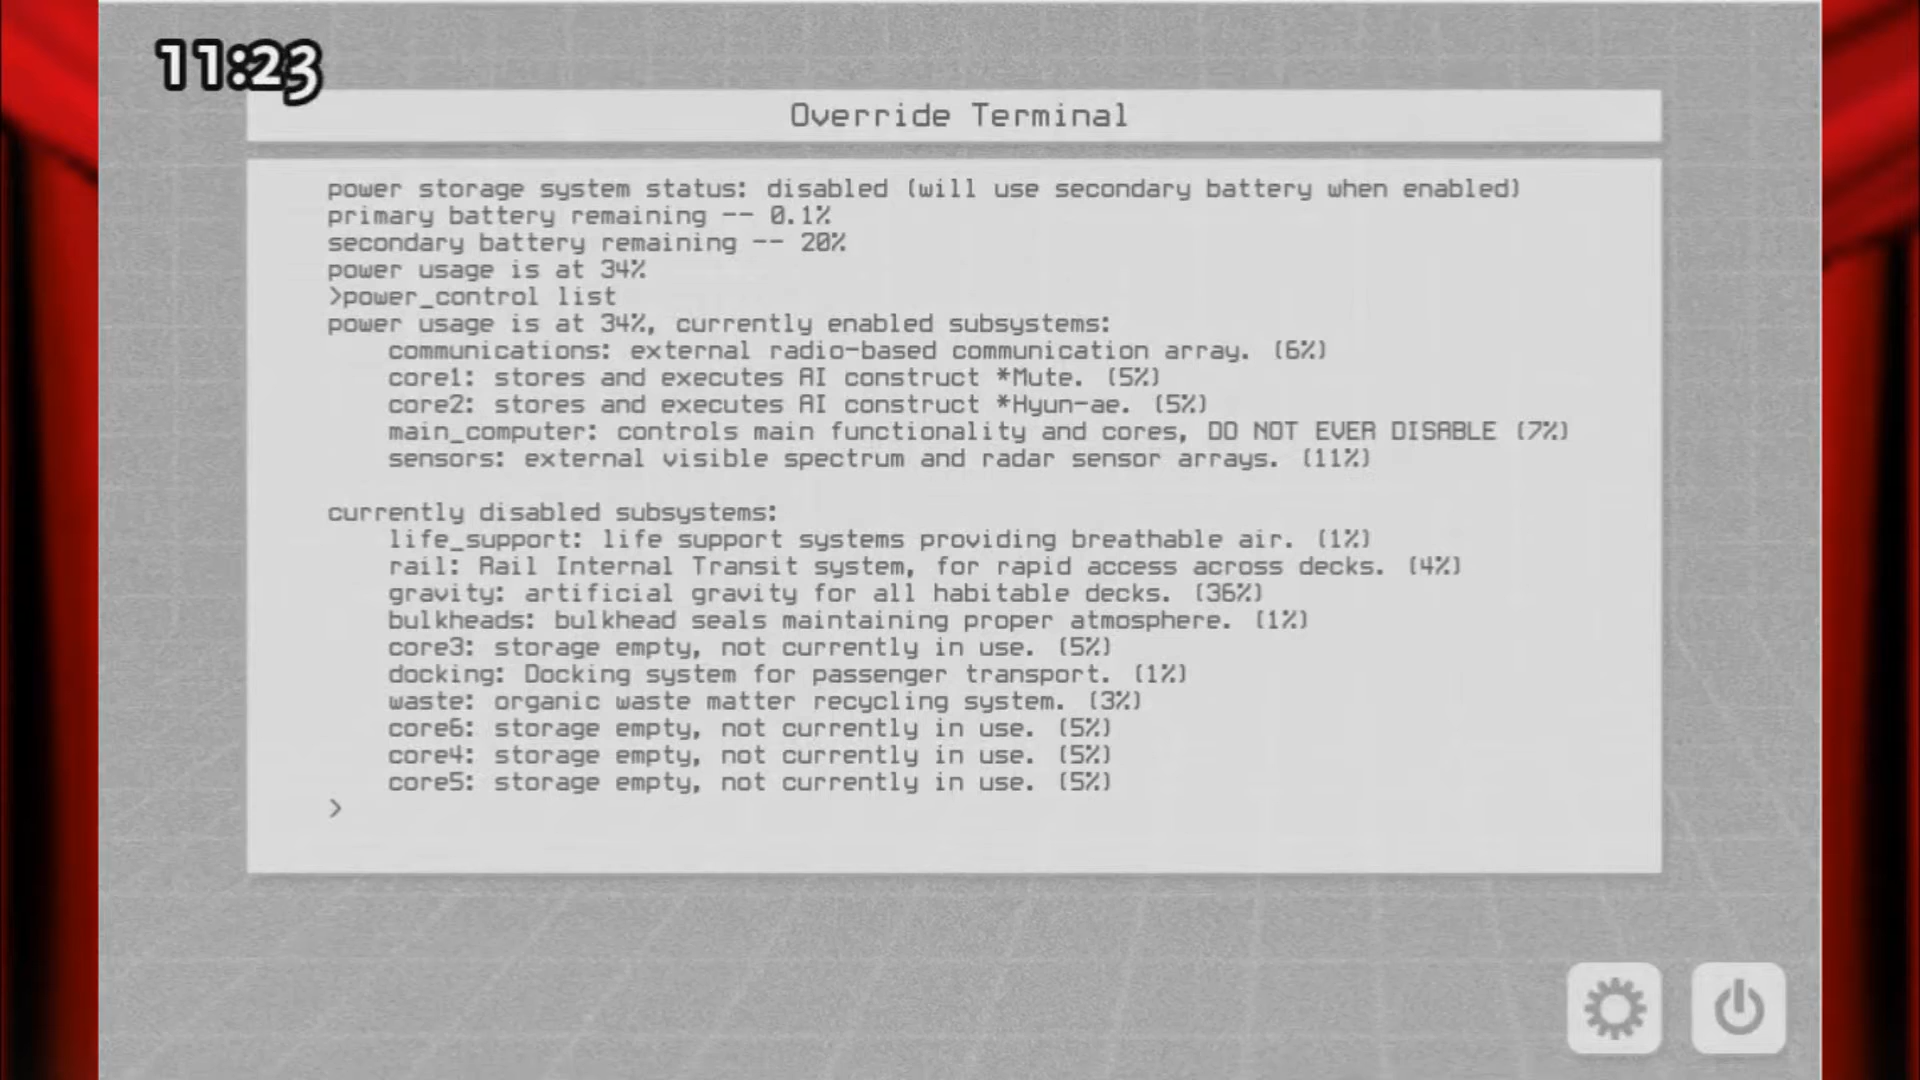 11:23
Override Terminal
power storage system status: disabled (will use secondary battery when enabled)
primary battery remaining -- 0.1%
secondary battery remaining -- 20%
power usage is at 34%
>power_control list
power usage is at 34%, currently enabled subsystems:
communications: external radio-based communication array. (6%)
core1: stores and executes AI construct *Mute. (5%)
core2: stores and executes AI construct *Hyun-ae. (5%)
main_computer: controls main functionality and cores, DO NOT EVER DISABLE (7%)
sensors: external visible spectrum and radar sensor arrays. (11%)
currently disabled subsystems:
life_support: life support systems providing breathable air. (1%)
rail: Rail Internal Transit system, for rapid access across decks. (4%)
gravity: artificial gravity for all habitable decks. (36%)
bulkheads: bulkhead seals maintaining proper atmosphere. (1%)
core3: storage empty, not currently in use. (5%)
docking: Docking system for passenger transport. (1%)
waste: organic waste matter recycling system. (3%)
core6: storage empty, not currently in use. (5%)
core4: storage empty, not currently in use. (5%)
core5: storage empty, not currently in use. (5%)
>